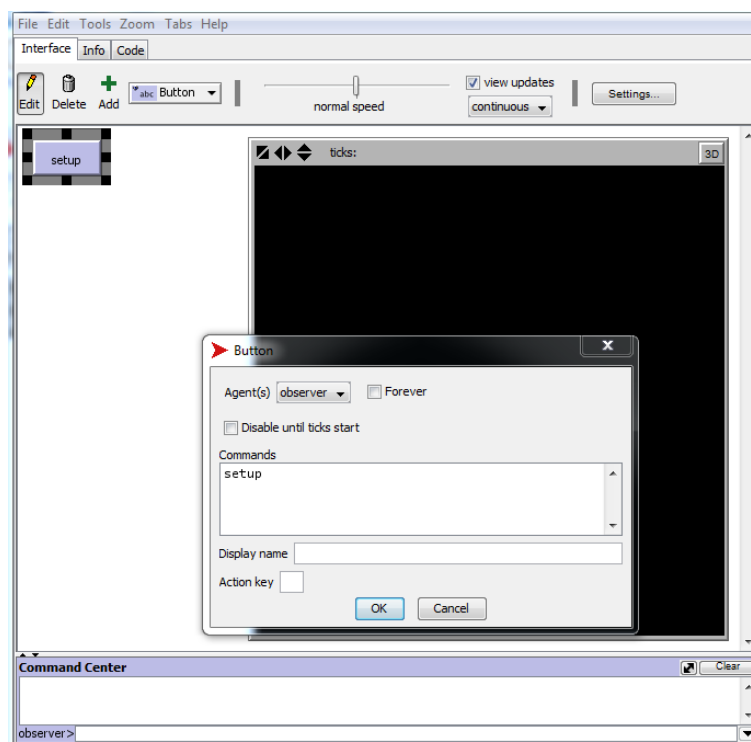 File Edit Tools Zoom Tabs Help
Interface Info Code
Edit Delete Add abc Button normal speed view updates continuous Settings...
setup
ticks: 3D
Button X
Agent(s) observer Forever
Disable until ticks start
Commands
setup
Display name
Action key
OK Cancel
Command Center Clear
observer>